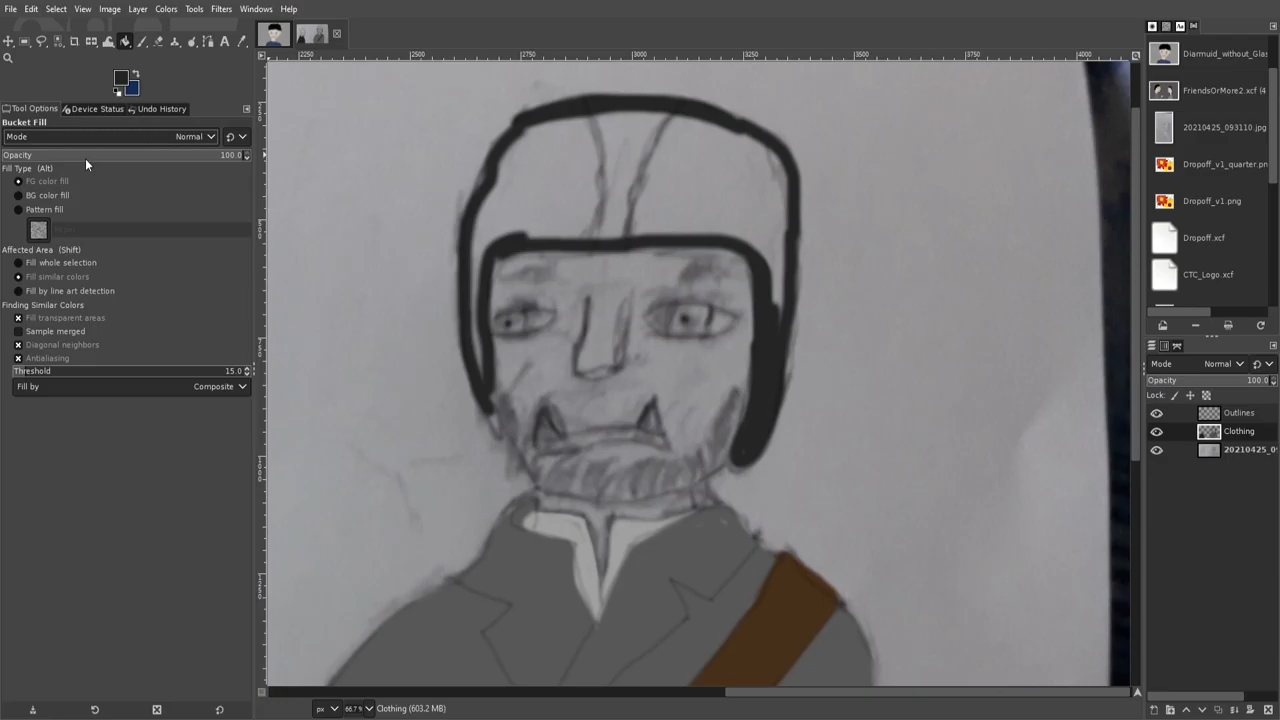 File Edit Select View Image Layer Colors Tools Filters Windows Help
2250 2500 2750 3000 3250 3500 3750 4000
Tool Options Device Status Undo History
Bucket Fill
Mode Normal
Opacity 100.0
Fill Type (Alt)
FG color fill
BG color fill
Pattern fill
Affected Area (Shift)
Fill whole selection
Fill similar colors
Fill by line art detection
Finding Similar Colors
Fill transparent areas
Sample merged
Diagonal neighbors
Antialiasing
Threshold 15.0
Fill by Composite
Diarmuid_without_Glas
FriendsOrMore2.xcf (4
20210425_093110.jpg
Dropoff_v1_quarter.pn
Dropoff_v1.png
Dropoff.xcf
CTC_Logo.xcf
Mode Normal
Opacity 100.0
Lock:
Outlines
Clothing
20210425_09
px 66.7 % Clothing (603.2 MB)